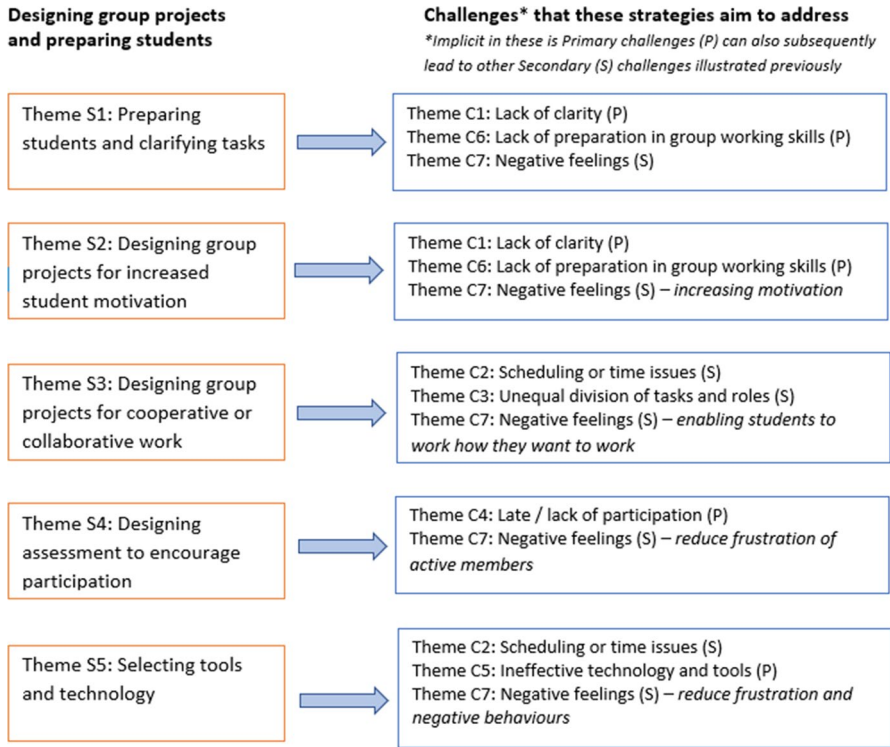 Designing group projects
and preparing students
Challenges* that these strategies aim to address
*Implicit in these is Primary challenges (P) can also subsequently
lead to other Secondary (S) challenges illustrated previously
Theme S1: Preparing
students and clarifying tasks
Theme C1: Lack of clarity (P)
Theme C6: Lack of preparation in group working skills (P)
Theme C7: Negative feelings (S)
Theme S2: Designing group
projects for increased
student motivation
Theme C1: Lack of clarity (P)
Theme C6: Lack of preparation in group working skills (P)
Theme C7: Negative feelings (S) – increasing motivation
Theme S3: Designing group
projects for cooperative or
collaborative work
Theme C2: Scheduling or time issues (S)
Theme C3: Unequal division of tasks and roles (S)
Theme C7: Negative feelings (S) – enabling students to
work how they want to work
Theme S4: Designing
assessment to encourage
participation
Theme C4: Late / lack of participation (P)
Theme C7: Negative feelings (S) – reduce frustration of
active members
Theme S5: Selecting tools
and technology
Theme C2: Scheduling or time issues (S)
Theme C5: Ineffective technology and tools (P)
Theme C7: Negative feelings (S) – reduce frustration and
negative behaviours